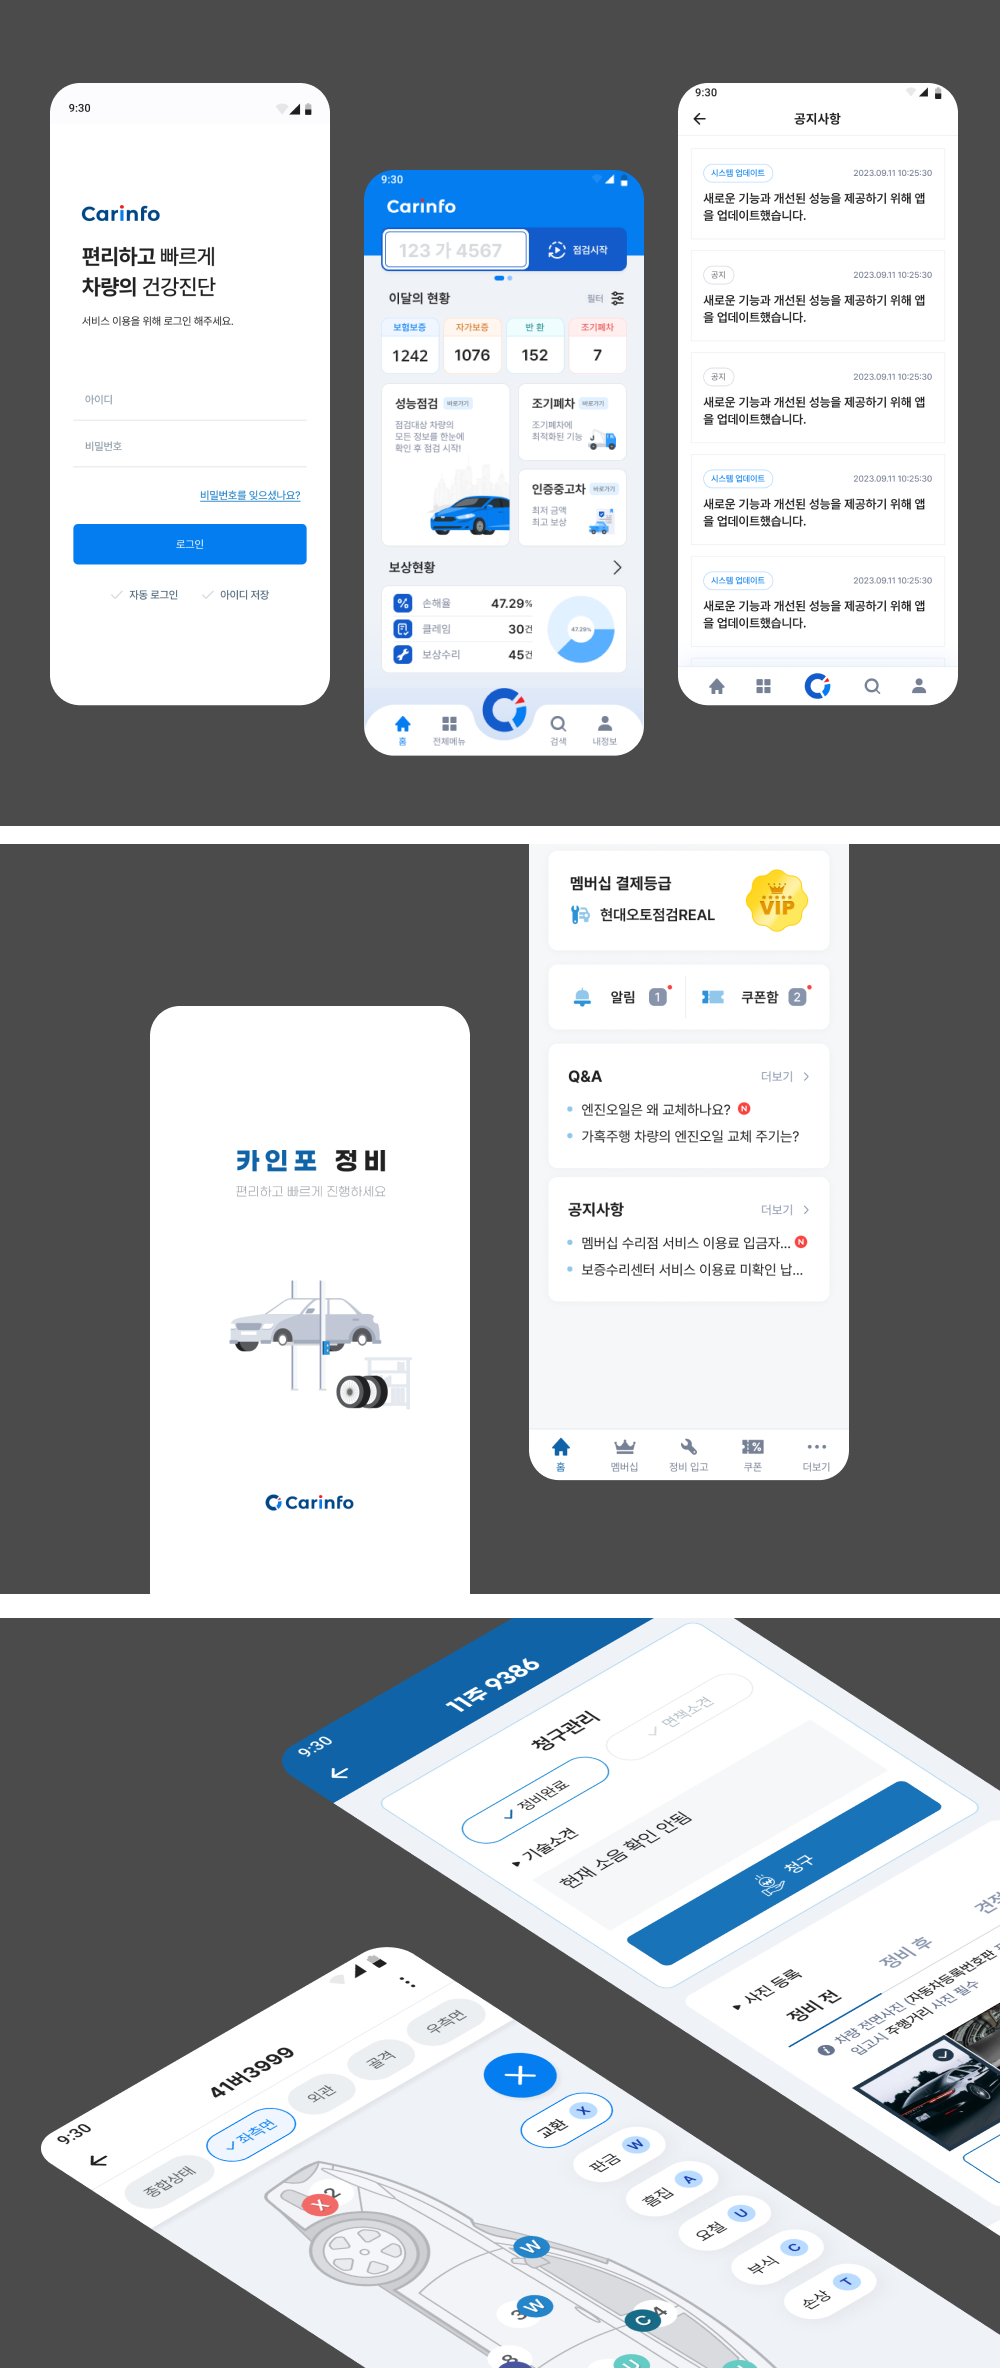 9:30
Carinfo
편리하고 빠르게
차량의 건강진단
서비스 이용을 위해 로그인 해주세요.
아이디
비밀번호
비밀번호를 잊으셨나요?
로그인
자동 로그인
아이디 저장
9:30
Carinfo
123 가 4567
점검시작
이달의 현황
필터
보험보증
자가보증
반 환
조기폐차
1242
1076
152
7
성능점검 바로가기
점검대상 차량의
모든 정보를 한눈에
확인 후 점검 시작!
조기폐차 바로가기
조기폐차에
최적화된 기능
인증중고차 바로가기
최저 금액
최고 보상
보상현황
손해율 47.29%
클레임 30건
보상수리 45건
47.29%
홈
전체메뉴
검색
내정보
9:30
공지사항
시스템 업데이트 2023.09.11 10:25:30
새로운 기능과 개선된 성능을 제공하기 위해 앱
을 업데이트했습니다.
공지 2023.09.11 10:25:30
새로운 기능과 개선된 성능을 제공하기 위해 앱
을 업데이트했습니다.
공지 2023.09.11 10:25:30
새로운 기능과 개선된 성능을 제공하기 위해 앱
을 업데이트했습니다.
시스템 업데이트 2023.09.11 10:25:30
새로운 기능과 개선된 성능을 제공하기 위해 앱
을 업데이트했습니다.
시스템 업데이트 2023.09.11 10:25:30
새로운 기능과 개선된 성능을 제공하기 위해 앱
을 업데이트했습니다.
카인포 정비
편리하고 빠르게 진행하세요
Carinfo
멤버십 결제등급
현대오토점검REAL
VIP
알림 1
쿠폰함 2
Q&A
더보기
엔진오일은 왜 교체하나요? N
가혹주행 차량의 엔진오일 교체 주기는?
공지사항
더보기
멤버십 수리점 서비스 이용료 입금자... N
보증수리센터 서비스 이용료 미확인 납...
홈
멤버십
정비 입고
쿠폰
더보기
9:30
11주 9386
청구관리
정비완료
면책소견
기술소견
현재 소음 확인 안됨
청구
사진 등록
정비 전
정비 후
차량 전면사진 (자동차등록번호판
입고시 주행거리 사진 필수
9:30
41버3999
종합상태
좌측면
외관
골격
우측면
교환 X
판금 W
흠집 A
요철 U
부식 C
손상 T
X 2
W
3 W
C 4
8
U